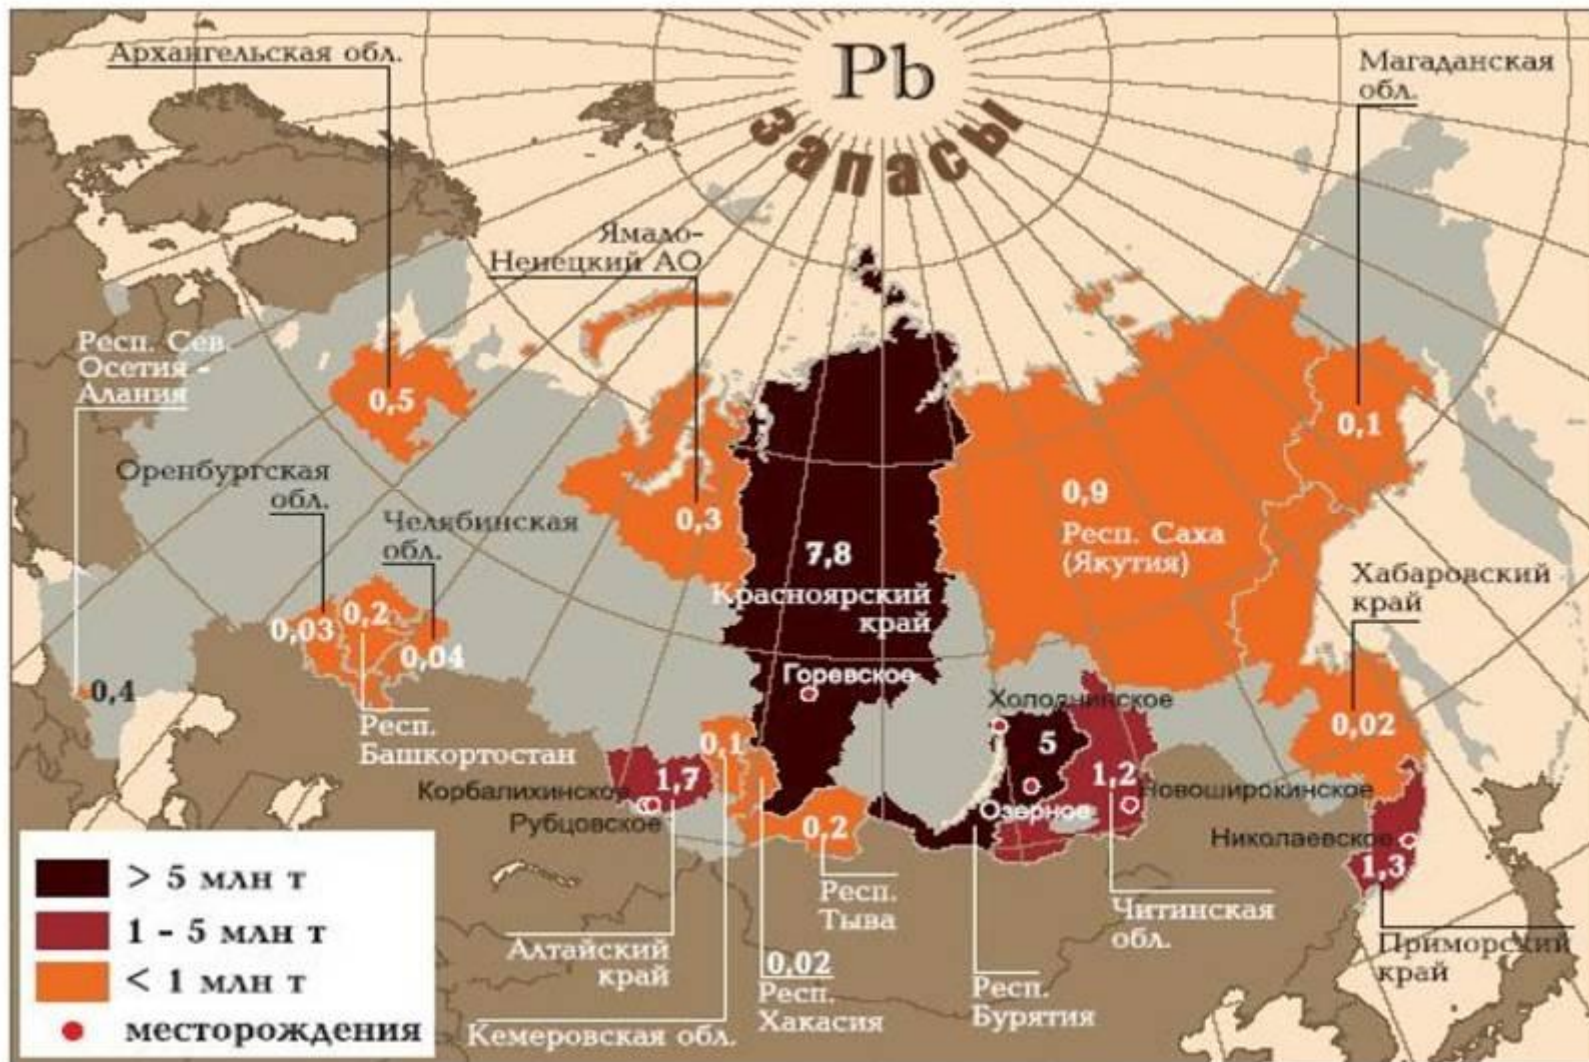 Pb
запасы
Архангельская обл.
Магаданская
обл.
Ямало-
Ненецкий АО
Респ. Сев.
Осетия -
Алания
0,5
0,1
Оренбургская
обл.
Челябинская
обл.
0,3
0,9
Респ. Саха
(Якутия)
7,8
Красноярский
край
Хабаровский
край
0,03
0,2
0,04
0,4
Горевское
Холоднинское
0,02
Респ.
Башкортостан
0,1
5
1,7
1,2
Корбалихинское
Рубцовское
Озерное
Новоширокинское
0,2
Николаевское
1,3
Респ.
Тыва
Читинская
обл.
Алтайский
край
0,02
Респ.
Хакасия
Респ.
Бурятия
Приморский
край
Кемеровская обл.
> 5 млн т
1 - 5 млн т
< 1 млн т
месторождения